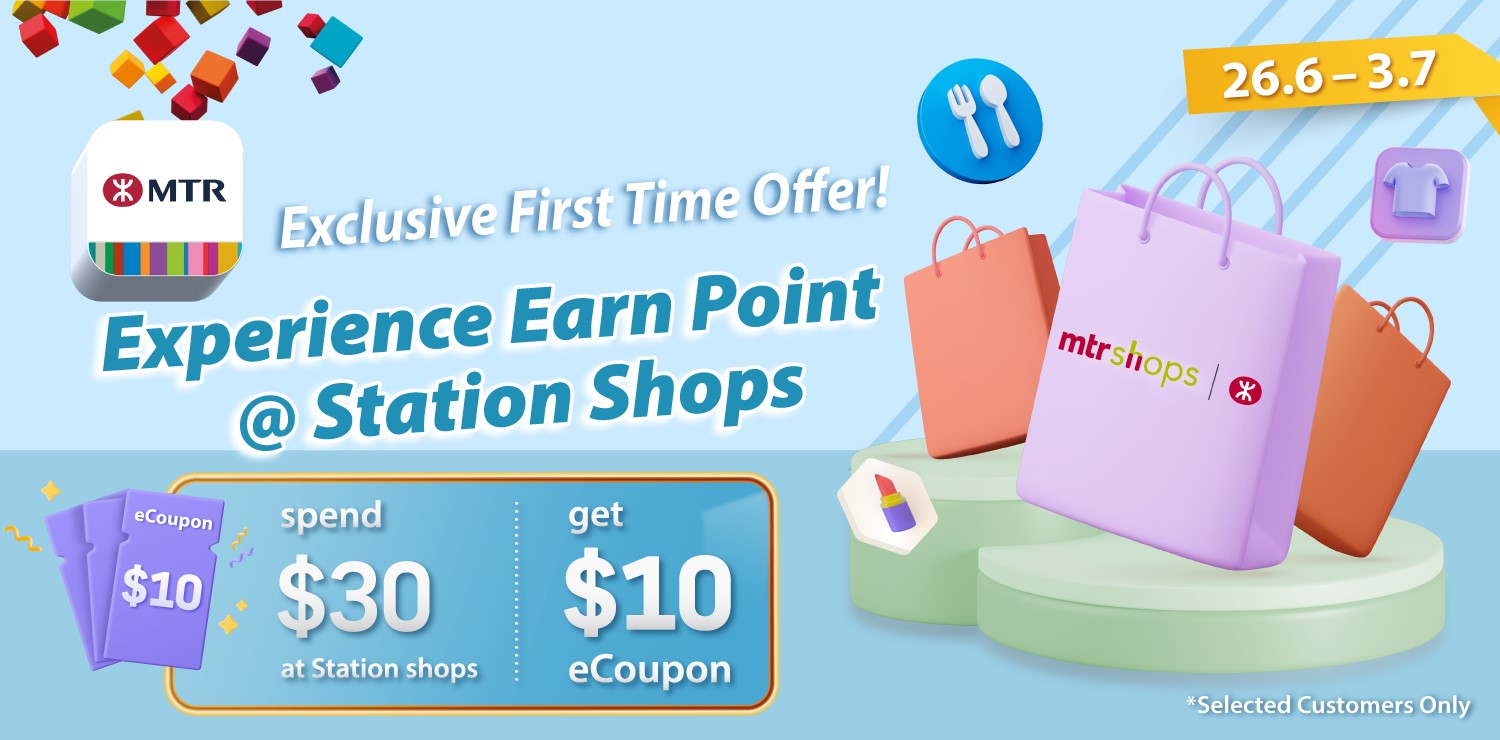 26.6 – 3.7
MTR
Exclusive First Time Offer!
Experience Earn Point
@ Station Shops
mtrshops
eCoupon
$10
spend
$30
at Station shops
get
$10
eCoupon
*Selected Customers Only